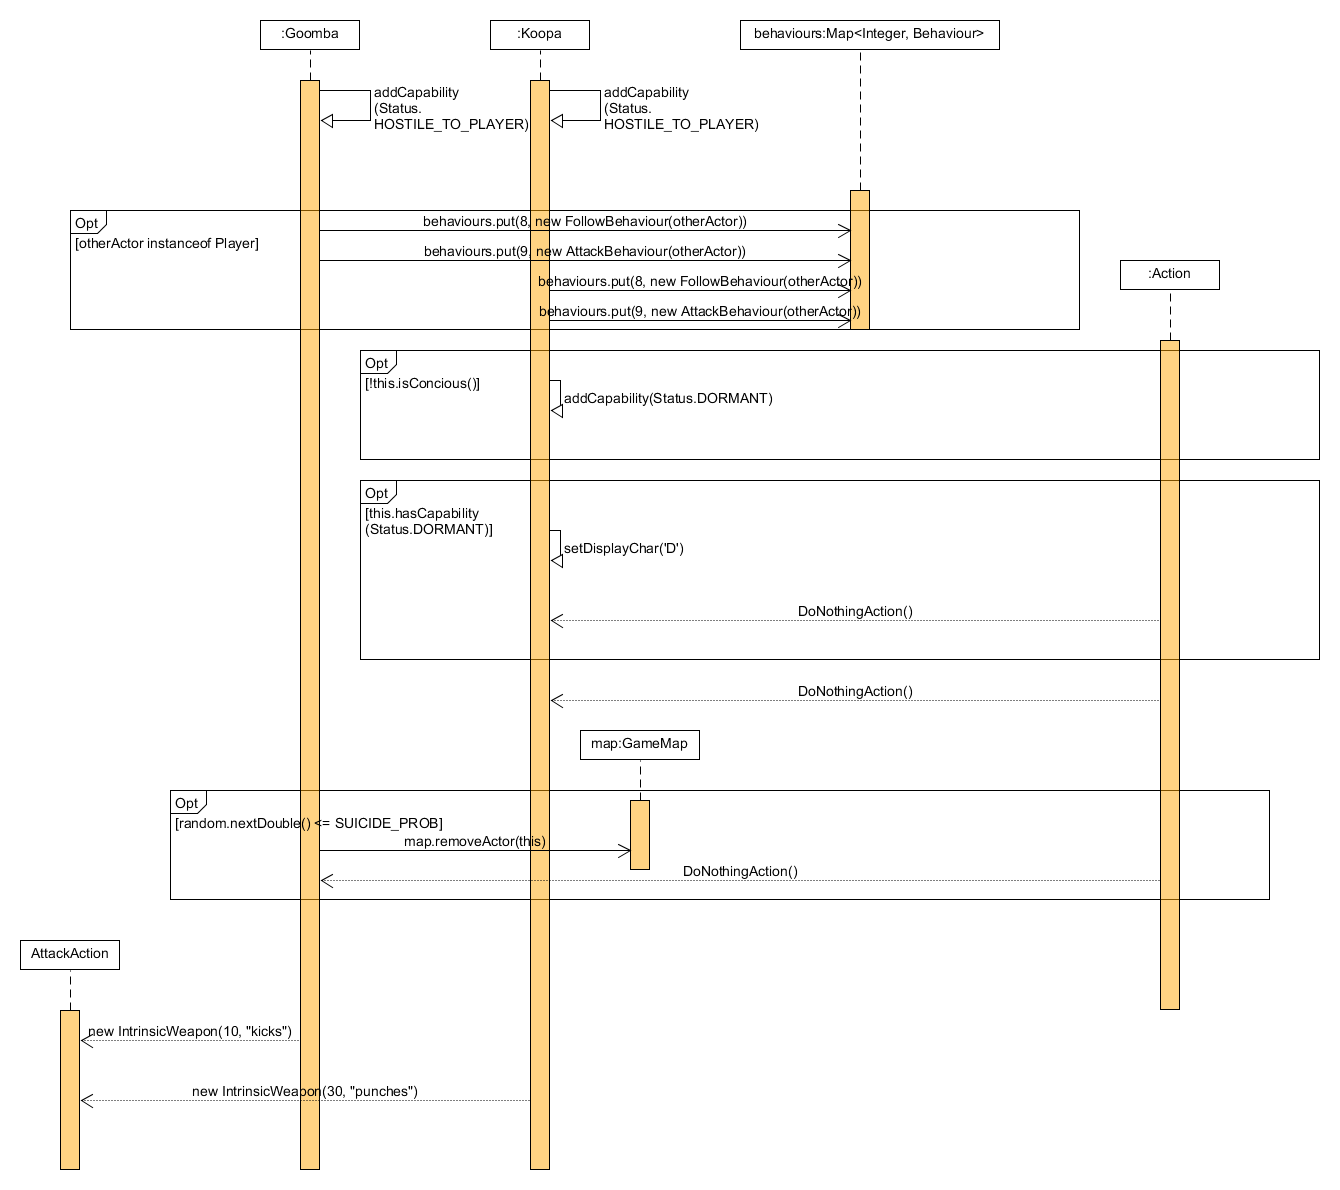 :Goomba
:Koopa
behaviours:Map<Integer, Behaviour>
addCapability
(Status.
HOSTILE_TO_PLAYER)
addCapability
(Status.
HOSTILE_TO_PLAYER)
Opt
[otherActor instanceof Player]
behaviours.put(8, new FollowBehaviour(otherActor))
behaviours.put(9, new AttackBehaviour(otherActor))
behaviours.put(8, new FollowBehaviour(otherActor))
behaviours.put(9, new AttackBehaviour(otherActor))
:Action
Opt
[!this.isConcious()]
addCapability(Status.DORMANT)
Opt
[this.hasCapability
(Status.DORMANT)]
setDisplayChar('D')
DoNothingAction()
DoNothingAction()
map:GameMap
Opt
[random.nextDouble() <= SUICIDE_PROB]
map.removeActor(this)
DoNothingAction()
AttackAction
new IntrinsicWeapon(10, "kicks")
new IntrinsicWeapon(30, "punches")